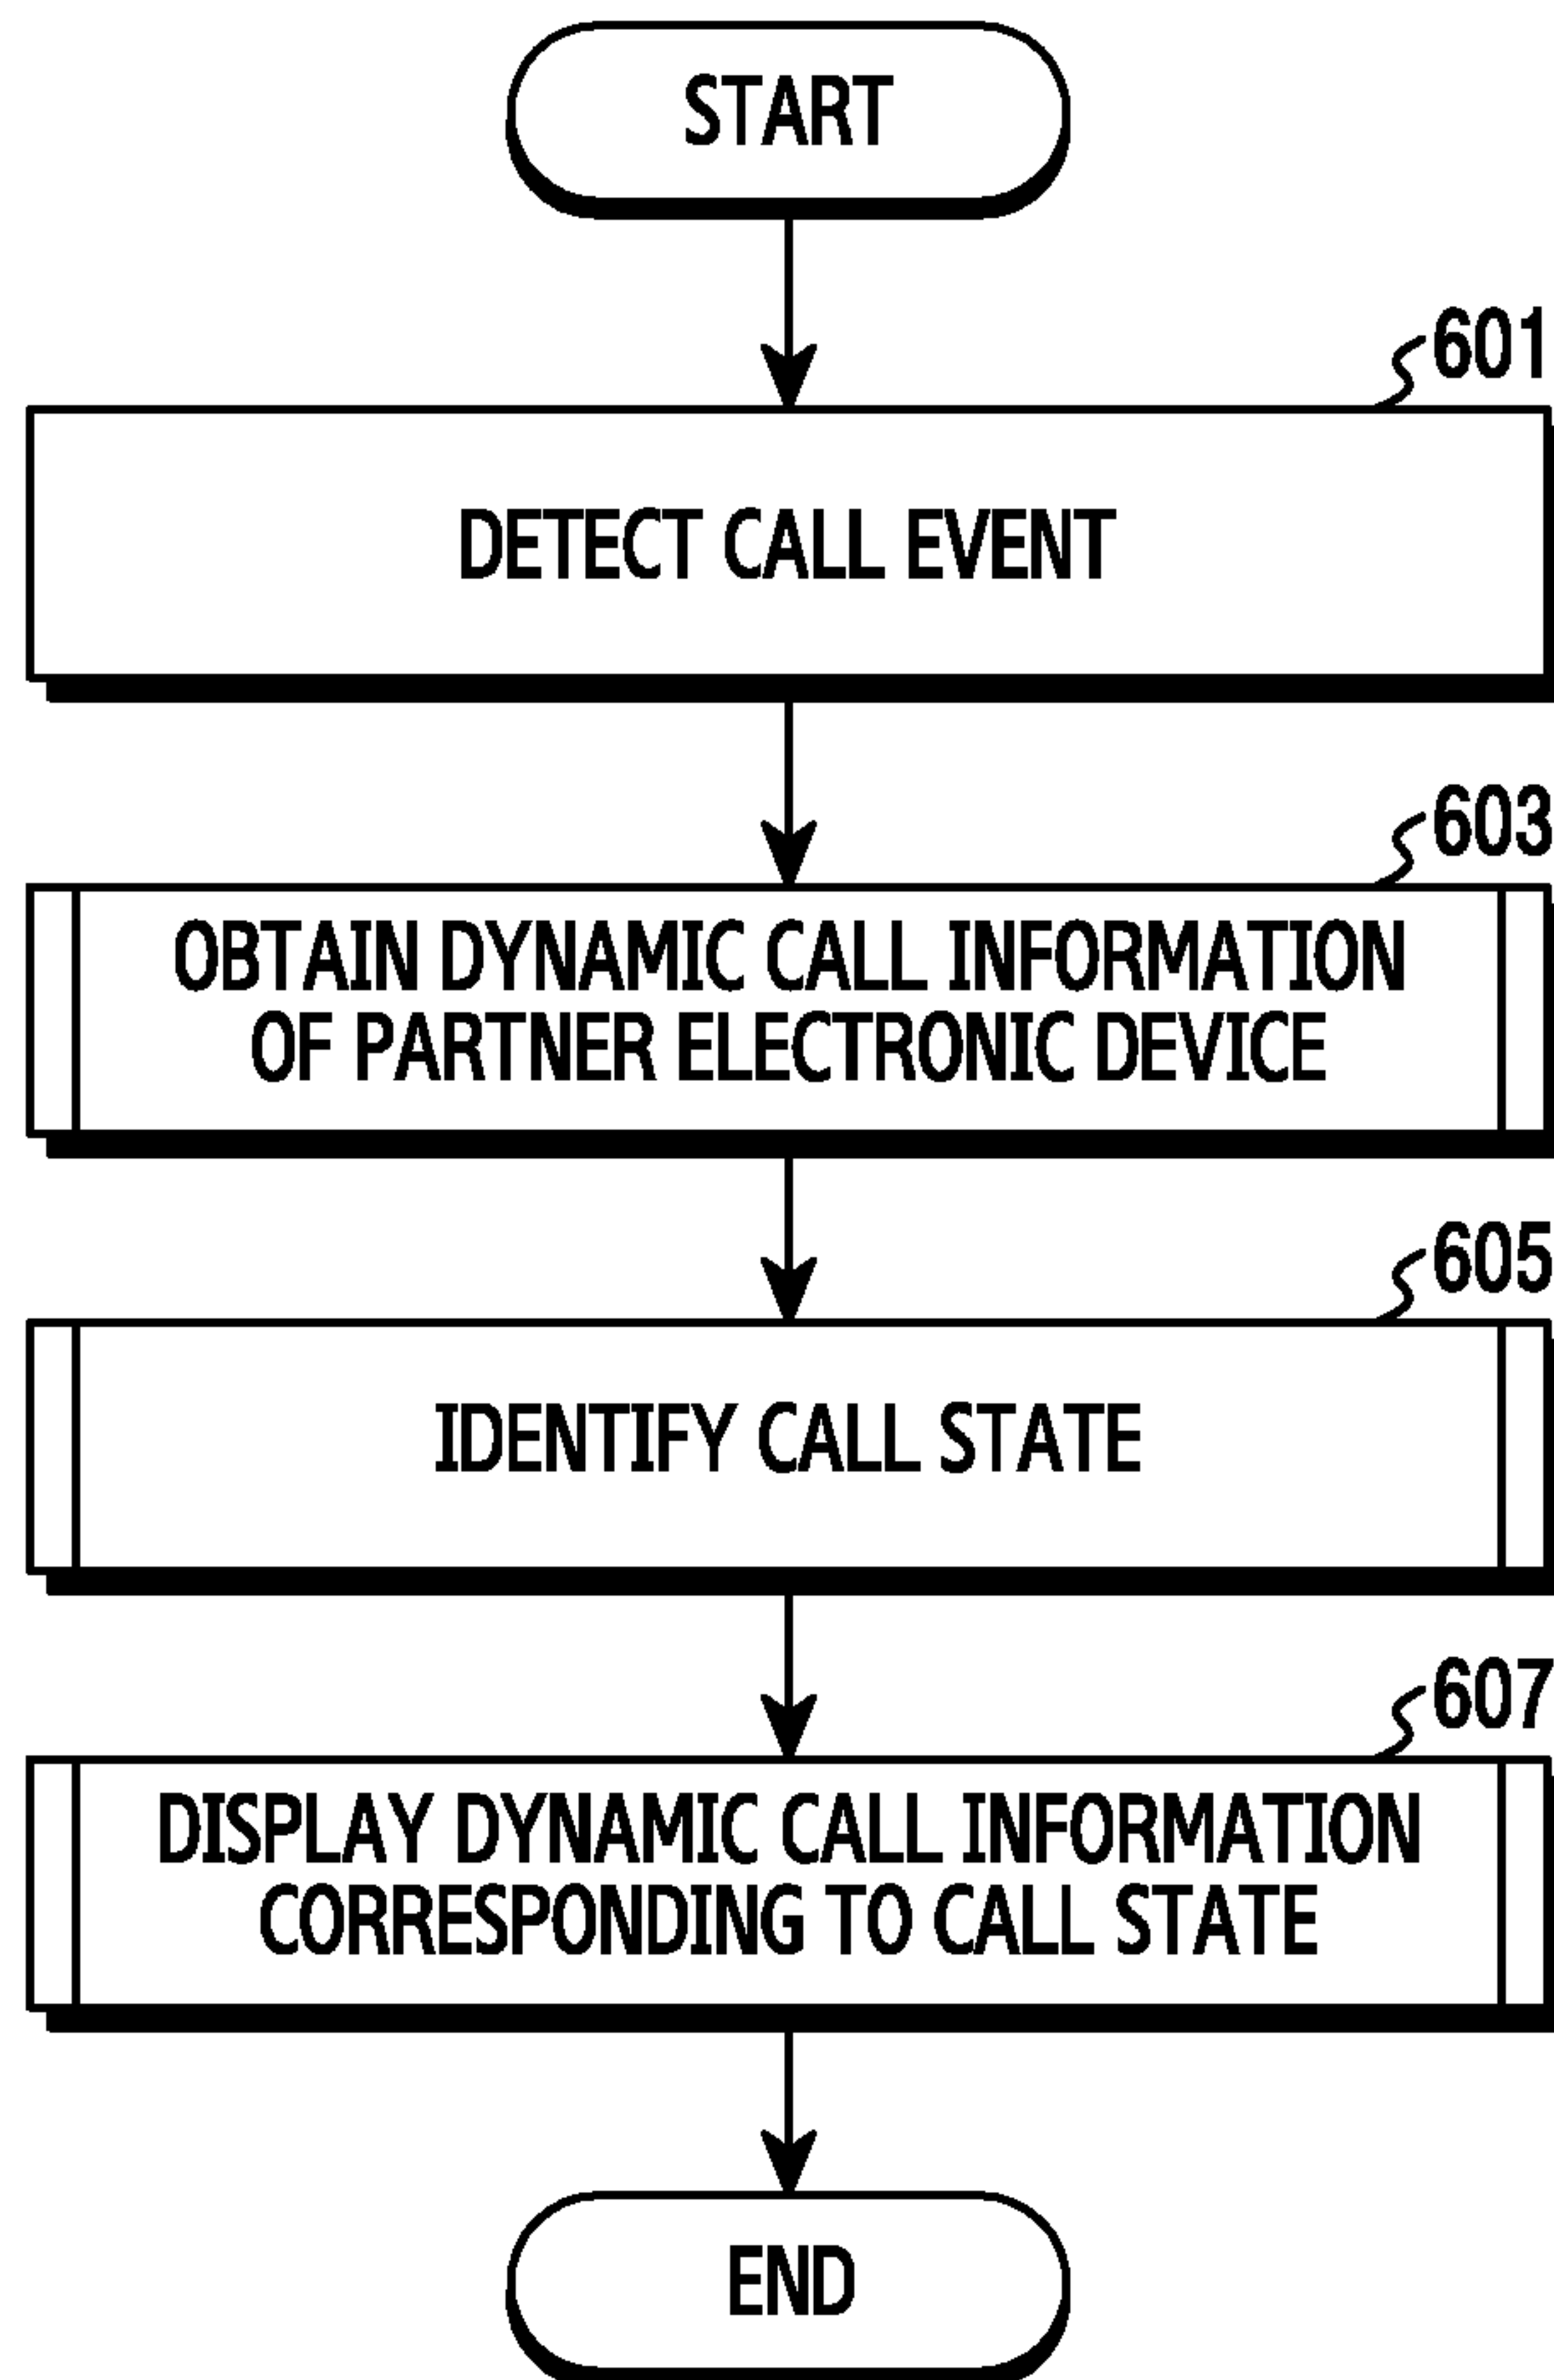 START
601
DETECT CALL EVENT
603
OBTAIN DYNAMIC CALL INFORMATION
OF PARTNER ELECTRONIC DEVICE
605
IDENTIFY CALL STATE
607
DISPLAY DYNAMIC CALL INFORMATION
CORRESPONDING TO CALL STATE
END